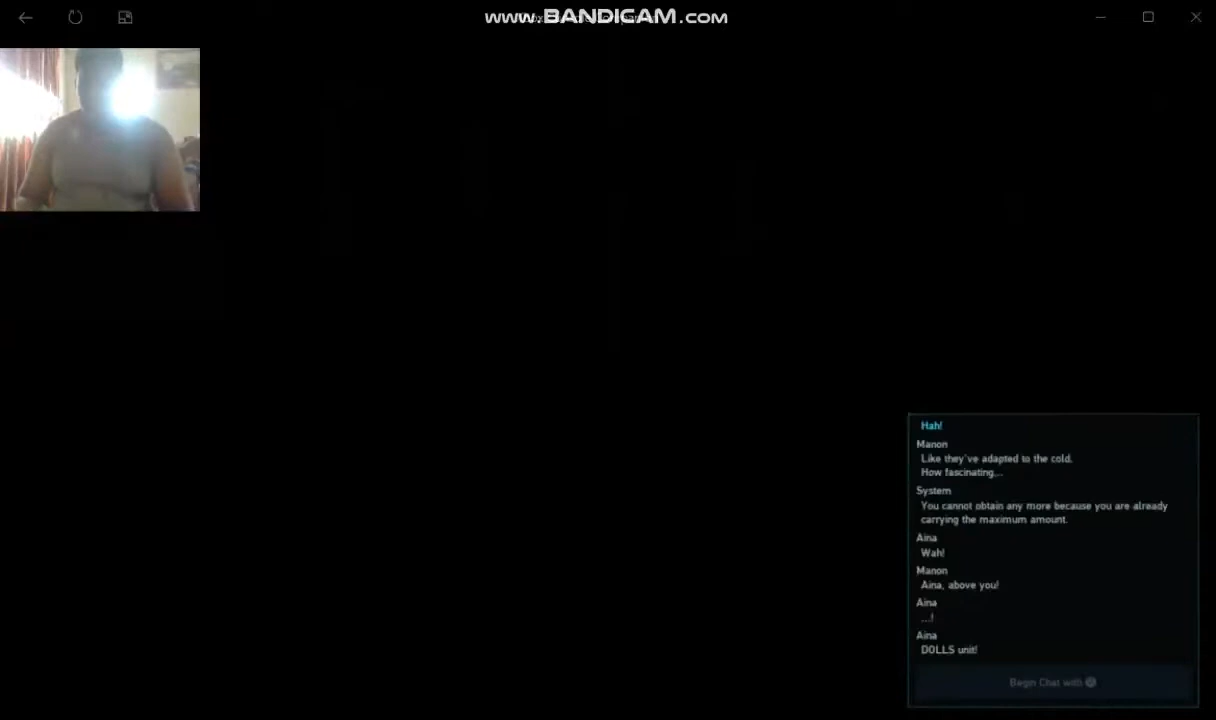 www.BANDICAM.com
Hah!
Manon
Like they've adapted to the cold.
How fascinating...
System
You cannot obtain any more because you are already
carrying the maximum amount.
Aina
Wah!
Manon
Aina, above you!
Aina
...!
Aina
DOLLS unit!
Begin Chat with